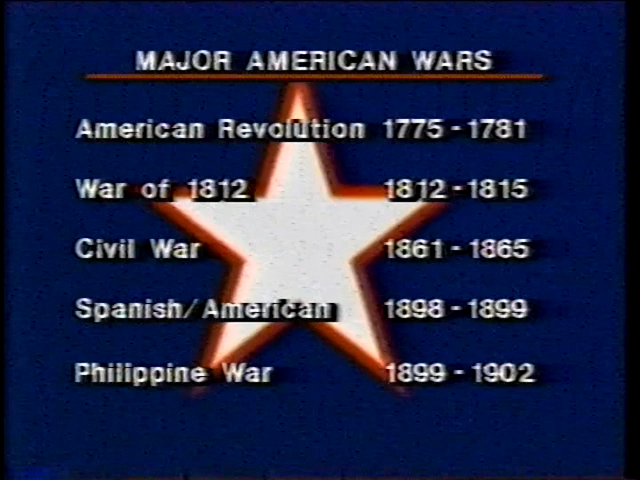 MAJOR AMERICAN WARS
American Revolution 1775-1781
War of 1812 1812-1815
Civil War 1861-1865
Spanish/American 1898-1899
Philippine War 1899-1902